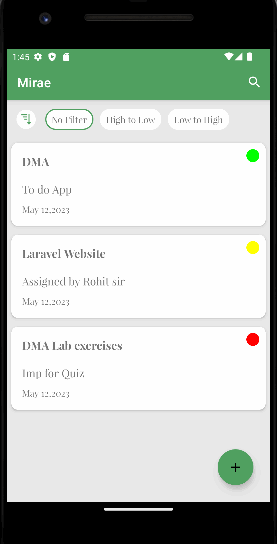 1:45
Mirae
No Filter High to Low Low to High
DMA
To do App
May 12,2023
Laravel Website
Assigned by Rohit sir
May 12,2023
DMA Lab exercises
Imp for Quiz
May 12,2023